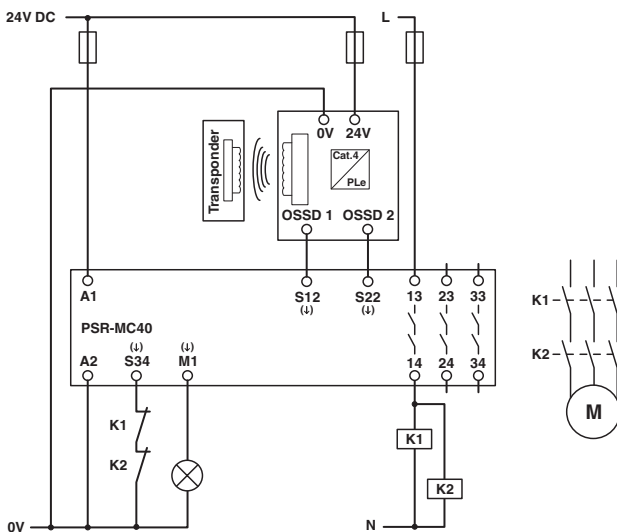 24V DC
L
0V 24V
Transponder
Cat.4
PLe
OSSD 1 OSSD 2
A1 S12 S22 13 23 33
(↓) (↓)
PSR-MC40
(↓) (↓)
A2 S34 M1 14 24 34
K1
K2
K1
K2
K1
K2
M
0V N